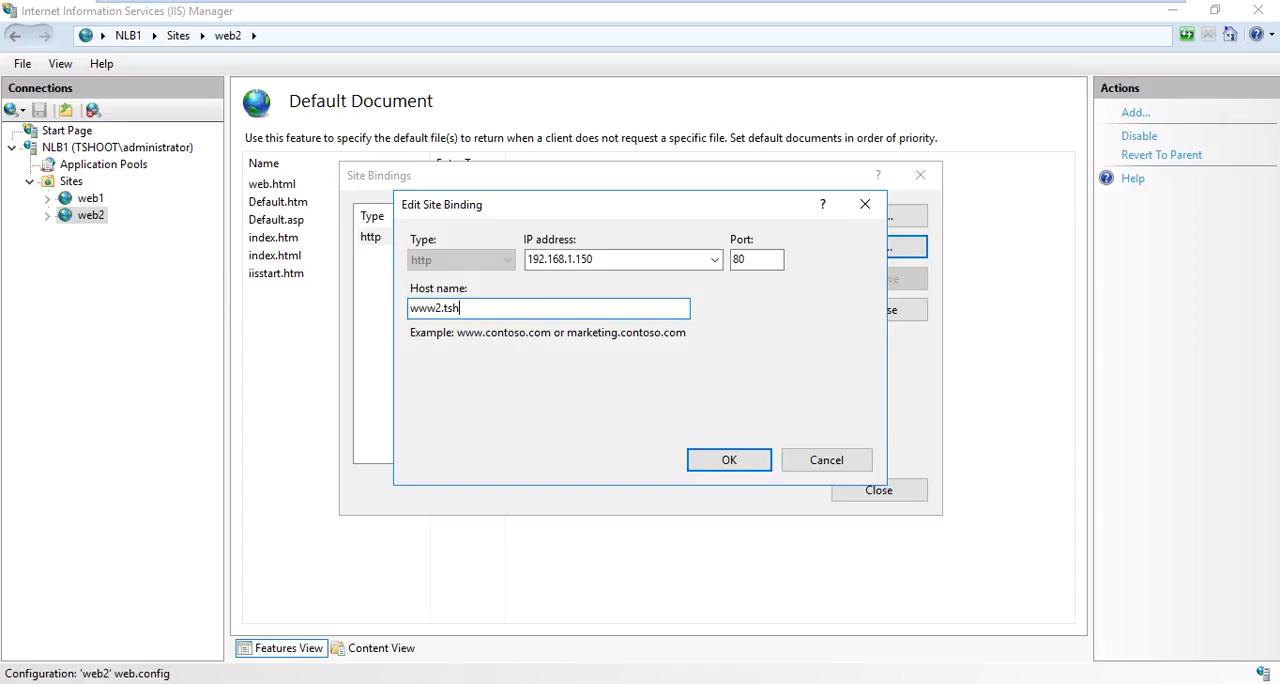 Internet Information Services (IIS) Manager
NLB1 Sites web2
File View Help
Connections
Start Page
NLB1 (TSHOOT\administrator)
Application Pools
Sites
web1
web2
Default Document
Use this feature to specify the default file(s) to return when a client does not request a specific file. Set default documents in order of priority.
Name
web.html
Default.htm
Default.asp
index.htm
index.html
iisstart.htm
Site Bindings
?
Type
http
Close
Edit Site Binding
?
Type: IP address: Port:
http 192.168.1.150 80
Host name:
www2.tsh
Example: www.contoso.com or marketing.contoso.com
OK Cancel
Features View Content View
Actions
Add...
Disable
Revert To Parent
Help
Configuration: 'web2' web.config